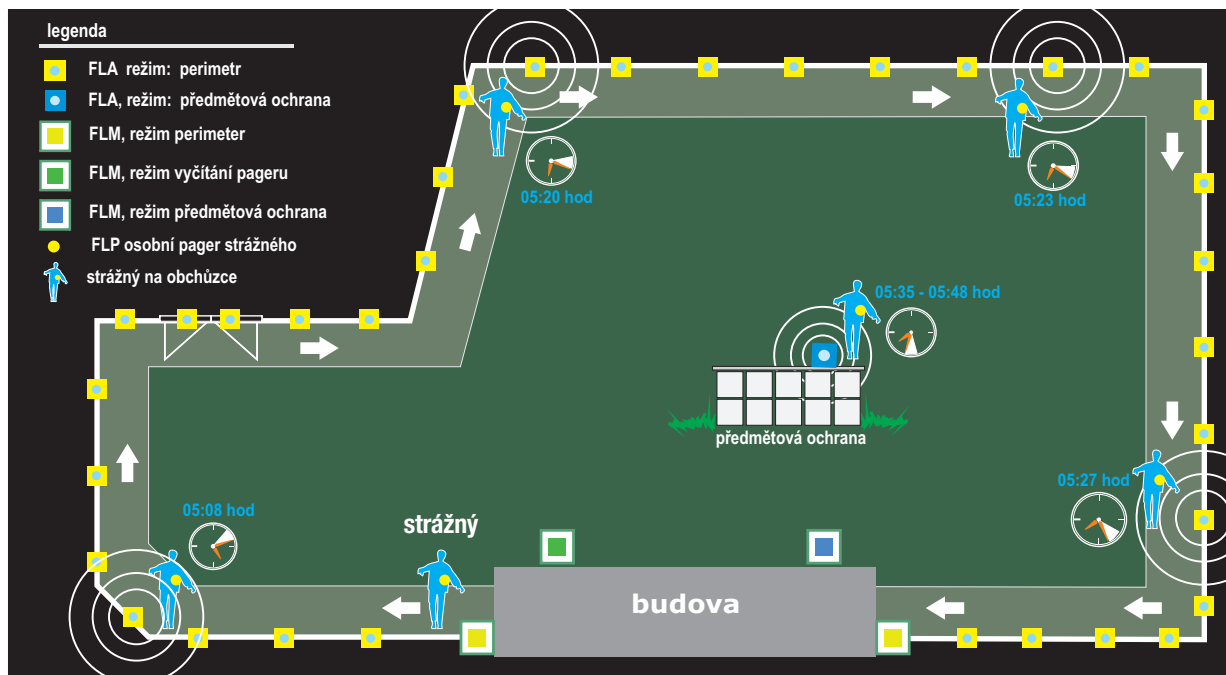 legenda
FLA režim: perimetr
FLA, režim: předmětová ochrana
FLM, režim perimeter
FLM, režim vyčítání pageru
FLM, režim předmětová ochrana
FLP osobní pager strážného
strážný na obchůzce
05:20 hod
05:23 hod
05:35 - 05:48 hod
předmětová ochrana
05:27 hod
05:08 hod
strážný
budova